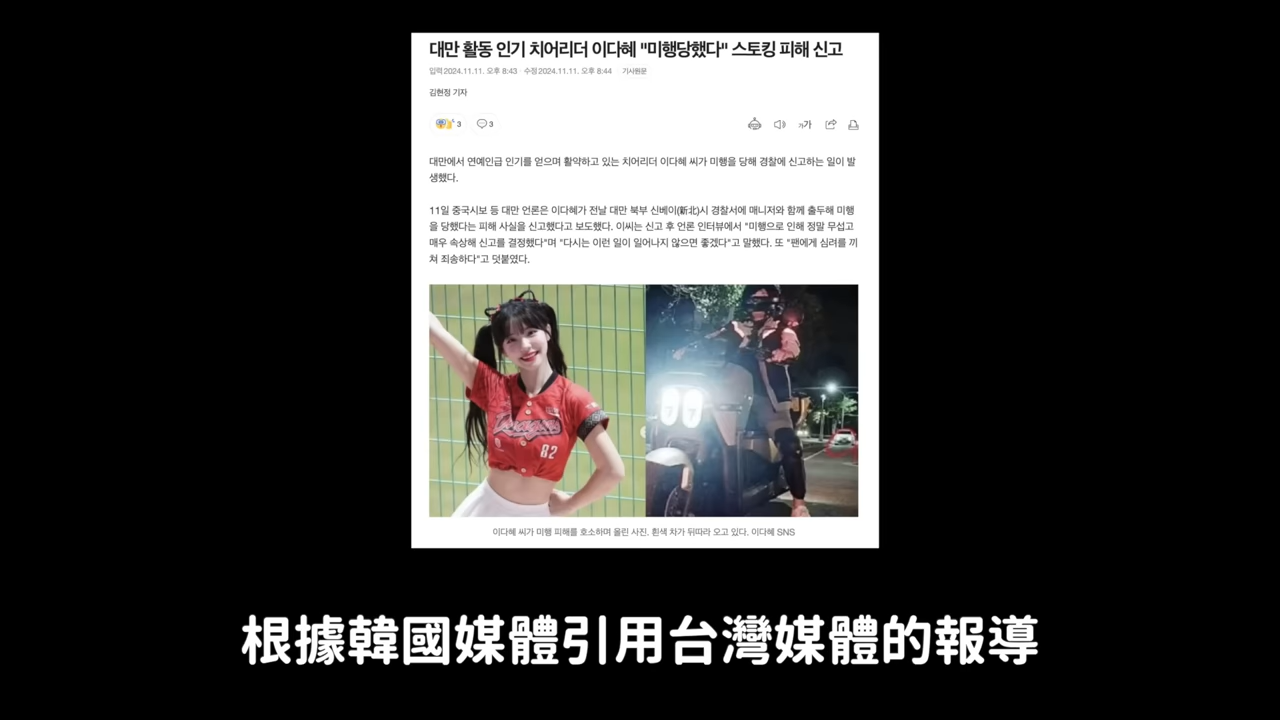 대만 활동 인기 치어리더 이다혜 "미행당했다" 스토킹 피해 신고
입력 2024.11.11. 오후 8:43 · 수정 2024.11.11. 오후 8:44 기사원문
김현정 기자
3 3
가가
대만에서 연예인급 인기를 얻으며 활약하고 있는 치어리더 이다혜 씨가 미행을 당해 경찰에 신고하는 일이 발
생했다.
11일 중국시보 등 대만 언론은 이다혜가 전날 대만 북부 신베이(新北)시 경찰서에 매니저와 함께 출두해 미행
을 당했다는 피해 사실을 신고했다고 보도했다. 이씨는 신고 후 언론 인터뷰에서 "미행으로 인해 정말 무섭고
매우 속상해 신고를 결정했다"며 "다시는 이런 일이 일어나지 않으면 좋겠다"고 말했다. 또 "팬에게 심려를 끼
쳐 죄송하다"고 덧붙였다.
Dragons
82
7 7
이다혜 씨가 미행 피해를 호소하며 올린 사진. 흰색 차가 뒤따라 오고 있다. 이다혜 SNS
根據韓國媒體引用台灣媒體的報導